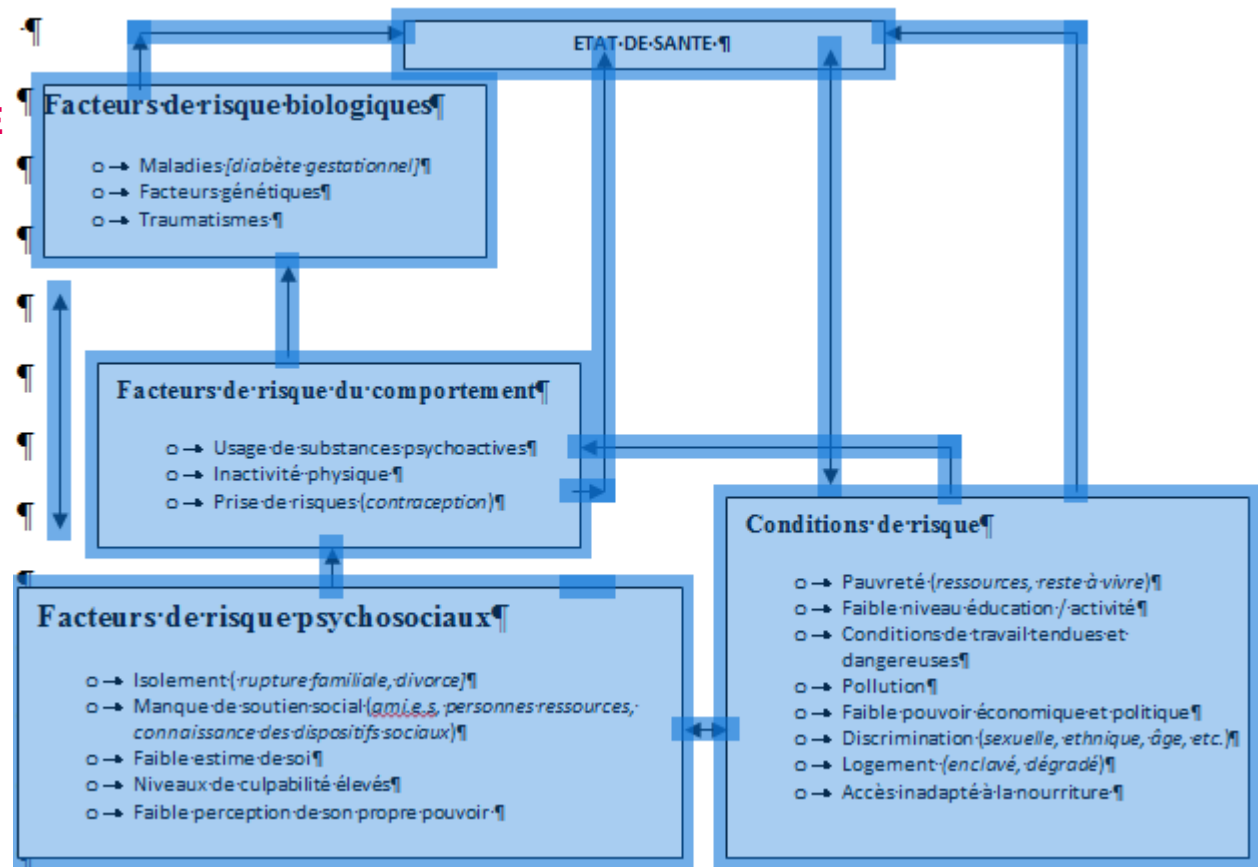 ETAT DE SANTE
E
Facteurs de risque biologiques
Maladies [diabète gestationnel]
Facteurs génétiques
Traumatismes
Facteurs de risque du comportement
Usage de substances psychoactives
Inactivité physique
Prise de risques (contraception)
Facteurs de risque psychosociaux
Isolement ( rupture familiale, divorce]
Manque de soutien social (ami.e.s, personnes ressources,
connaissance des dispositifs sociaux)
Faible estime de soi
Niveaux de culpabilité élevés
Faible perception de son propre pouvoir
Conditions de risque
Pauvreté (ressources, reste à vivre)
Faible niveau éducation / activité
Conditions de travail tendues et
dangereuses
Pollution
Faible pouvoir économique et politique
Discrimination (sexuelle, ethnique, âge, etc.)
Logement (enclavé, dégradé)
Accès inadapté à la nourriture